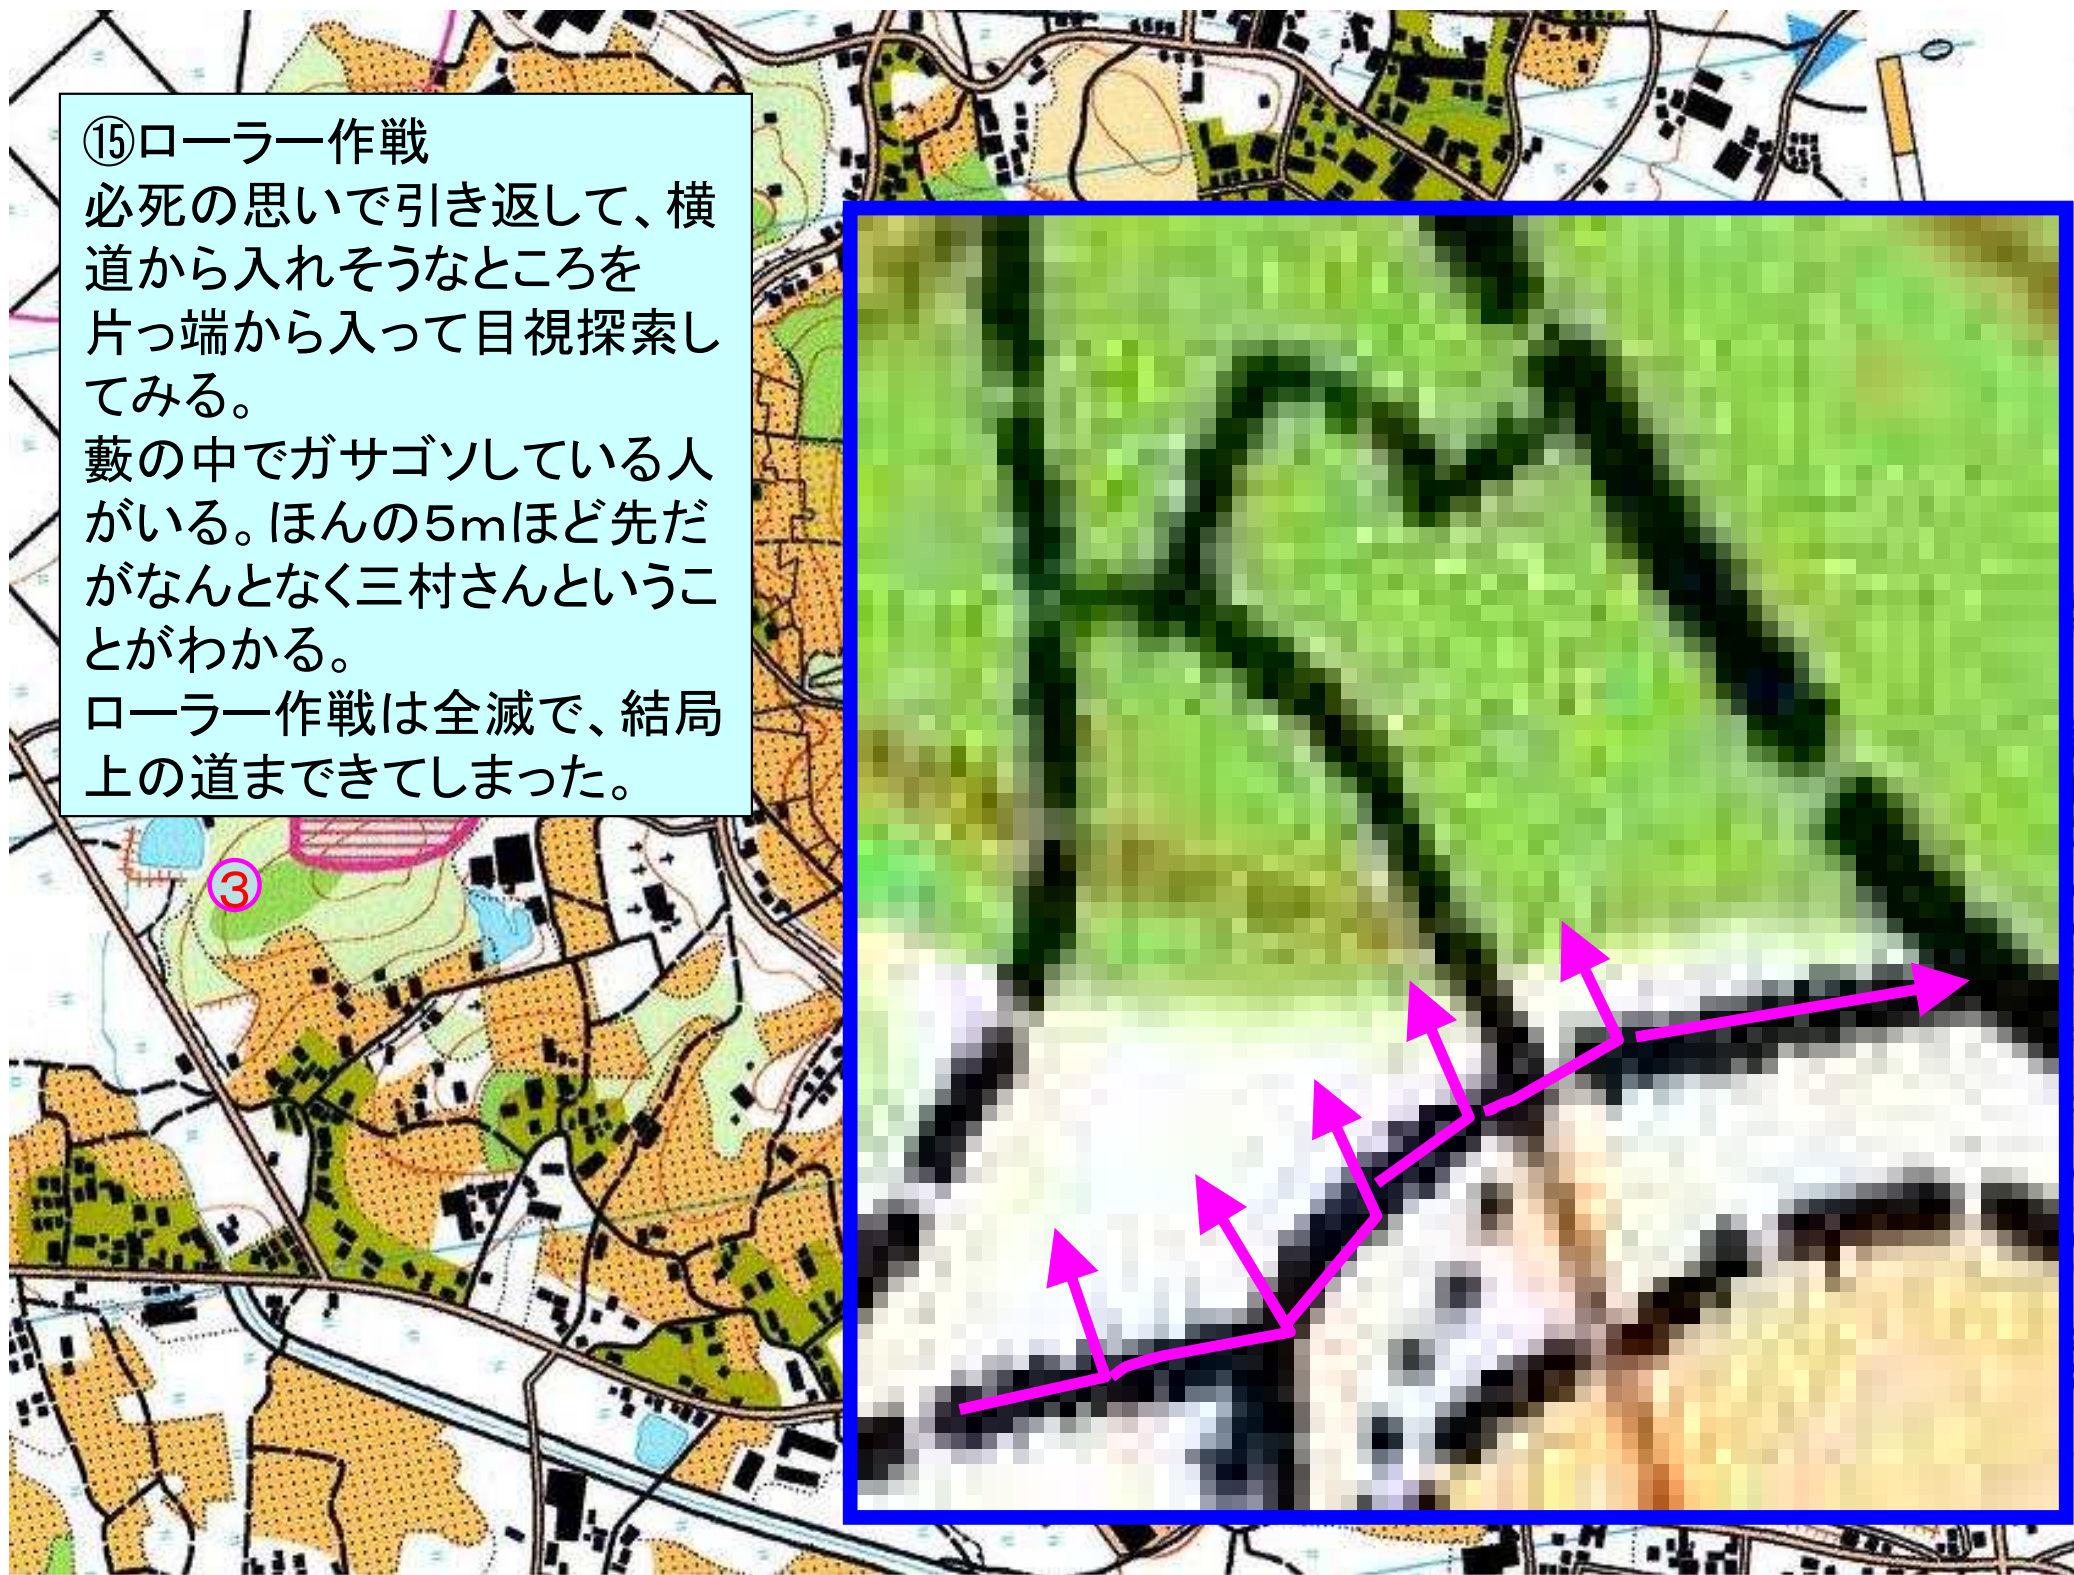 ⑮ローラー作戦
必死の思いで引き返して、横
道から入れそうなところを
片っ端から入って目視探索し
てみる。
藪の中でガサゴソしている人
がいる。ほんの5mほど先だ
がなんとなく三村さんというこ
とがわかる。
ローラー作戦は全滅で、結局
上の道まできてしまった。
3